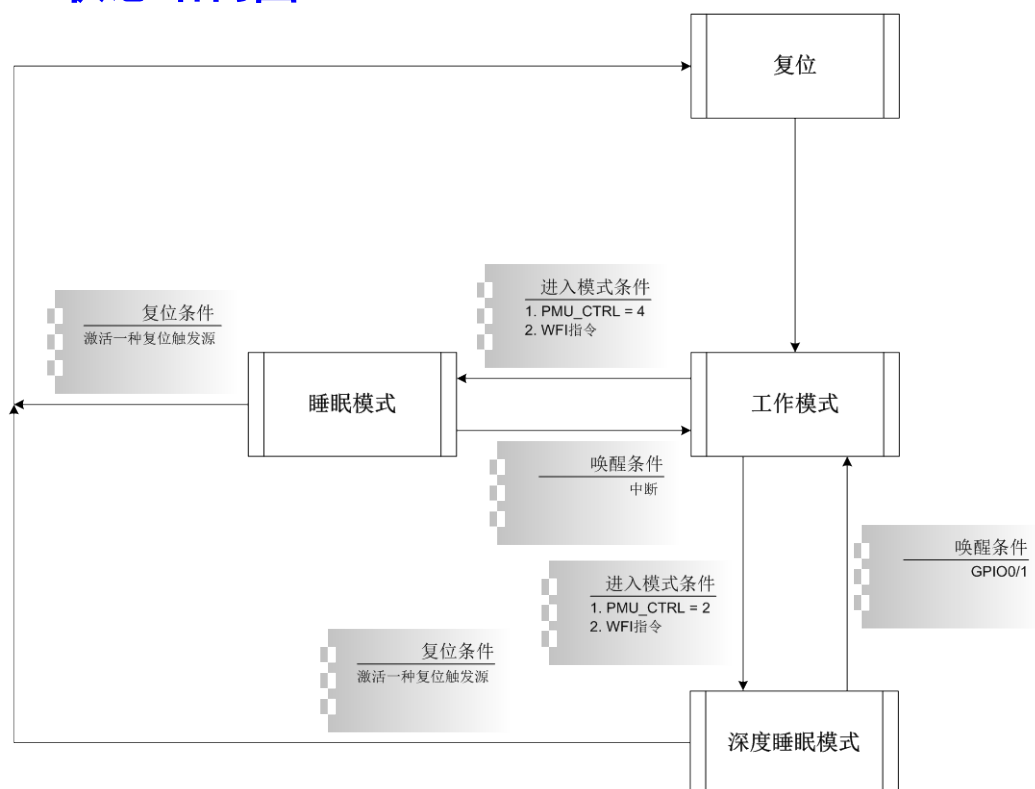 复位
进入模式条件
1. PMU_CTRL = 4
2. WFI指令
复位条件
激活一种复位触发源
睡眠模式
工作模式
唤醒条件
中断
唤醒条件
GPIO0/1
进入模式条件
1. PMU_CTRL = 2
2. WFI指令
复位条件
激活一种复位触发源
深度睡眠模式